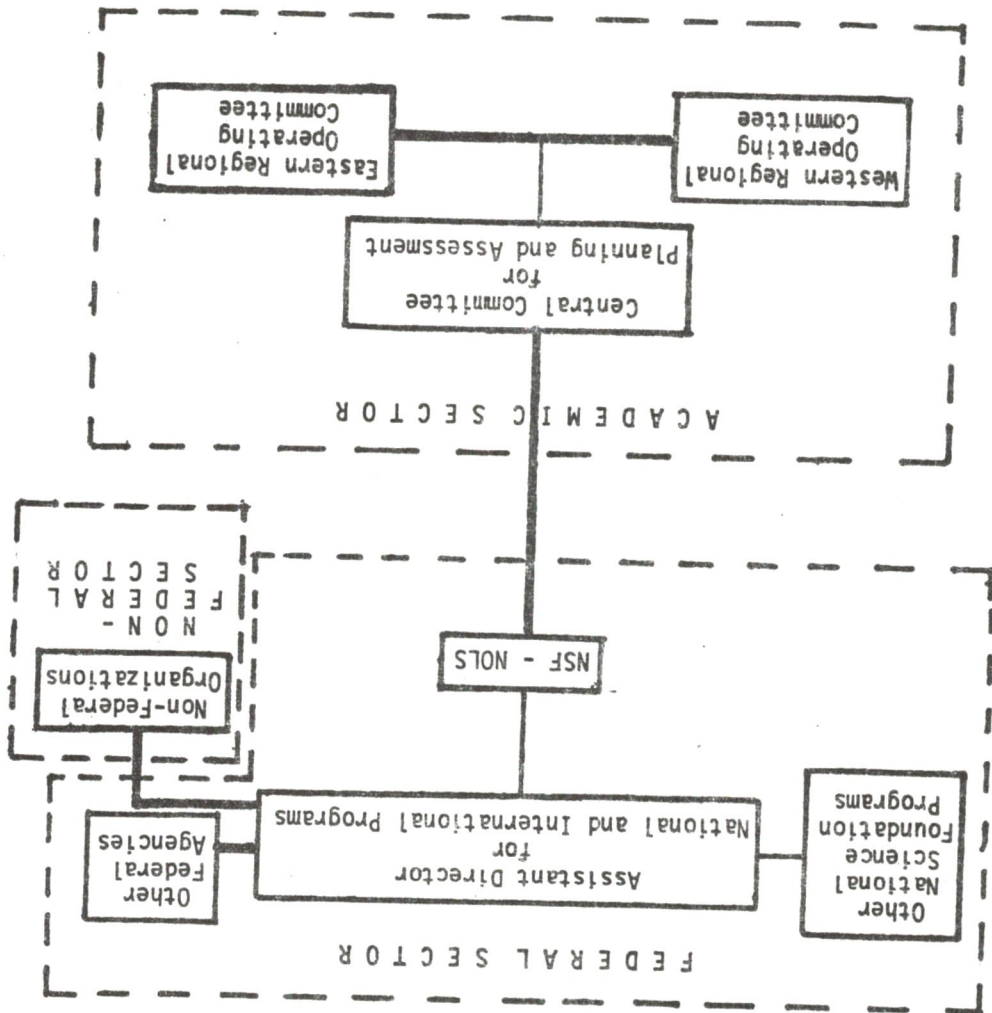 FEDERAL SECTOR
Other
National
Science
Foundation
Programs
Assistant Director
for
National and International Programs
Other
Federal
Agencies
NSF - NOLS
Non-Federal
Organizations
NON-
FEDERAL
SECTOR
ACADEMIC SECTOR
Central Committee
for
Planning and Assessment
Western Regional
Operating
Committee
Eastern Regional
Operating
Committee